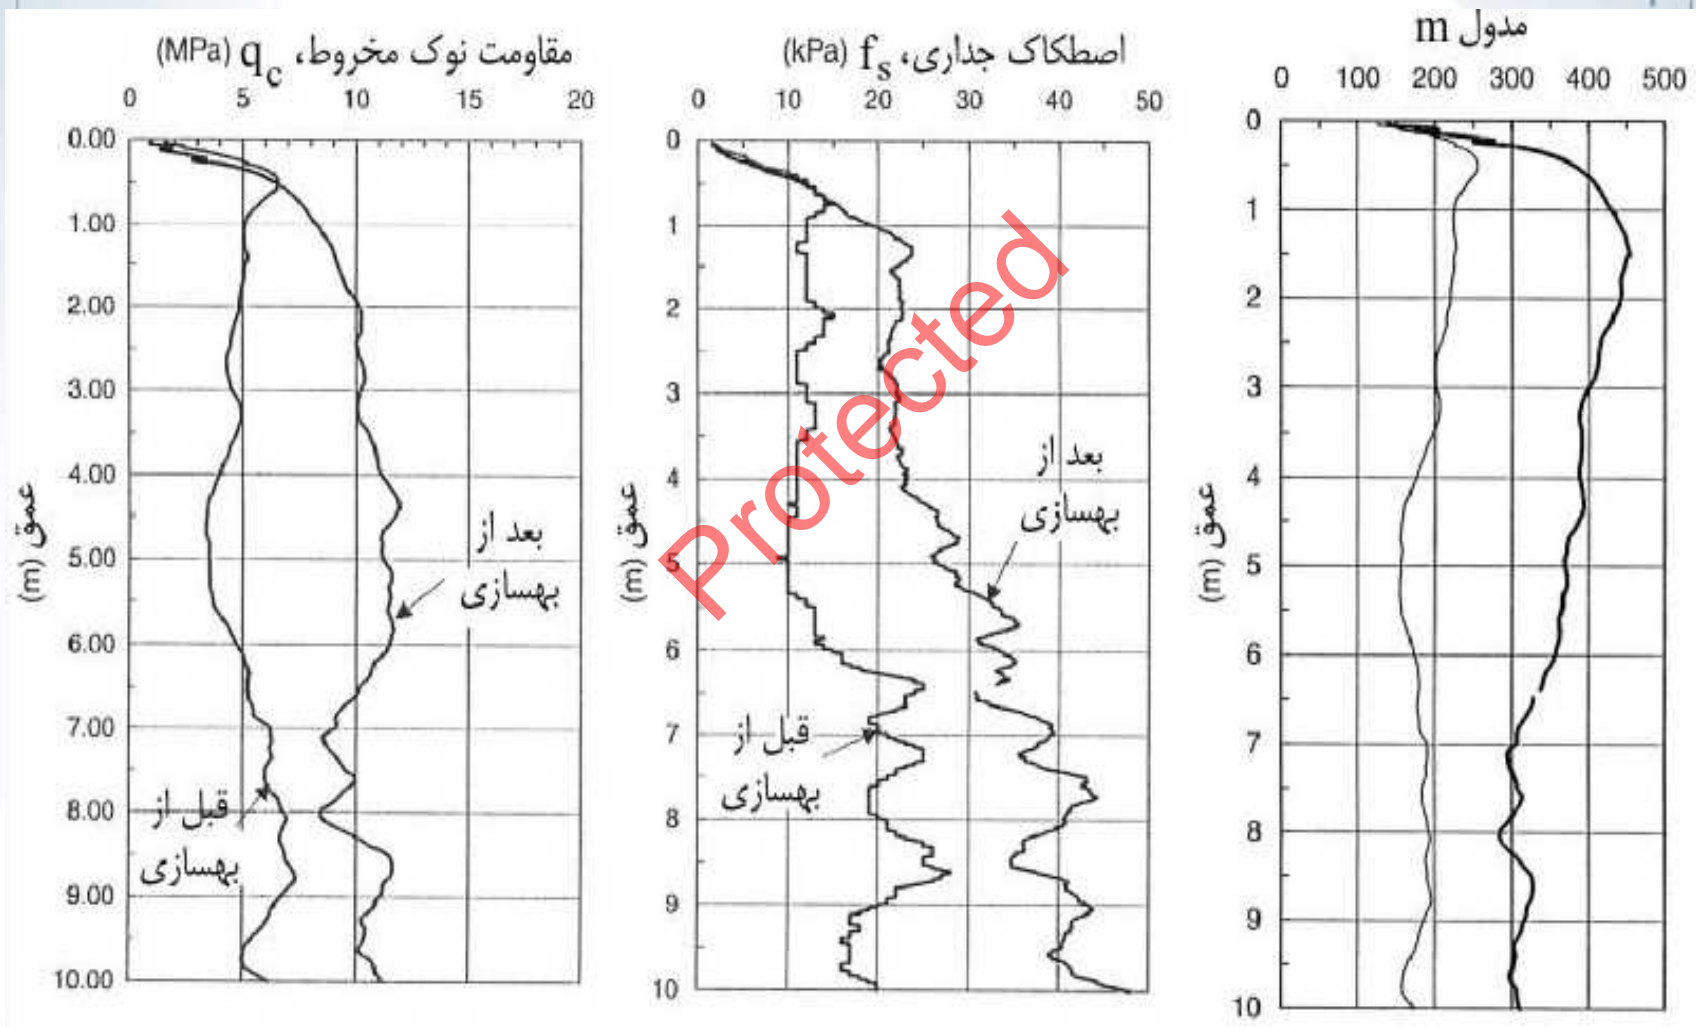 مقاومت نوک مخروط، q_c (MPa)
0 5 10 15 20
0.00
1.00
2.00
3.00
4.00
5.00
6.00
7.00
8.00
9.00
10.00
عمق (m)
بعد از
بهسازی
قبل از
بهسازی
اصطکاک جداری، f_s (kPa)
0 10 20 30 40 50
0
1
2
3
4
5
6
7
8
9
10
عمق (m)
بعد از
بهسازی
قبل از
بهسازی
مدول m
0 100 200 300 400 500
0
1
2
3
4
5
6
7
8
9
10
عمق (m)
Protected